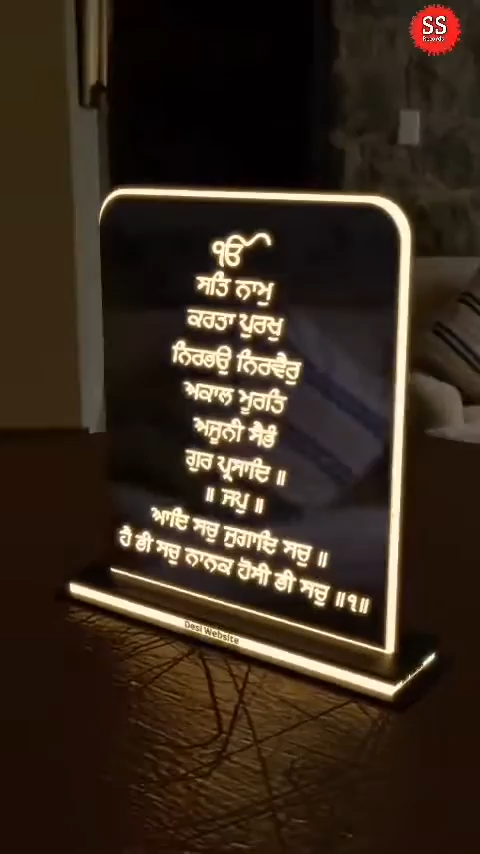 SS
Records
ੴ
ਸਤਿ ਨਾਮੁ
ਕਰਤਾ ਪੁਰਖੁ
ਨਿਰਭਉ ਨਿਰਵੈਰੁ
ਅਕਾਲ ਮੂਰਤਿ
ਅਜੂਨੀ ਸੈਭੰ
ਗੁਰ ਪ੍ਰਸਾਦਿ ॥
॥ ਜਪੁ ॥
ਆਦਿ ਸਚੁ ਜੁਗਾਦਿ ਸਚੁ ॥
ਹੈ ਭੀ ਸਚੁ ਨਾਨਕ ਹੋਸੀ ਭੀ ਸਚੁ ॥੧॥
Desi Website